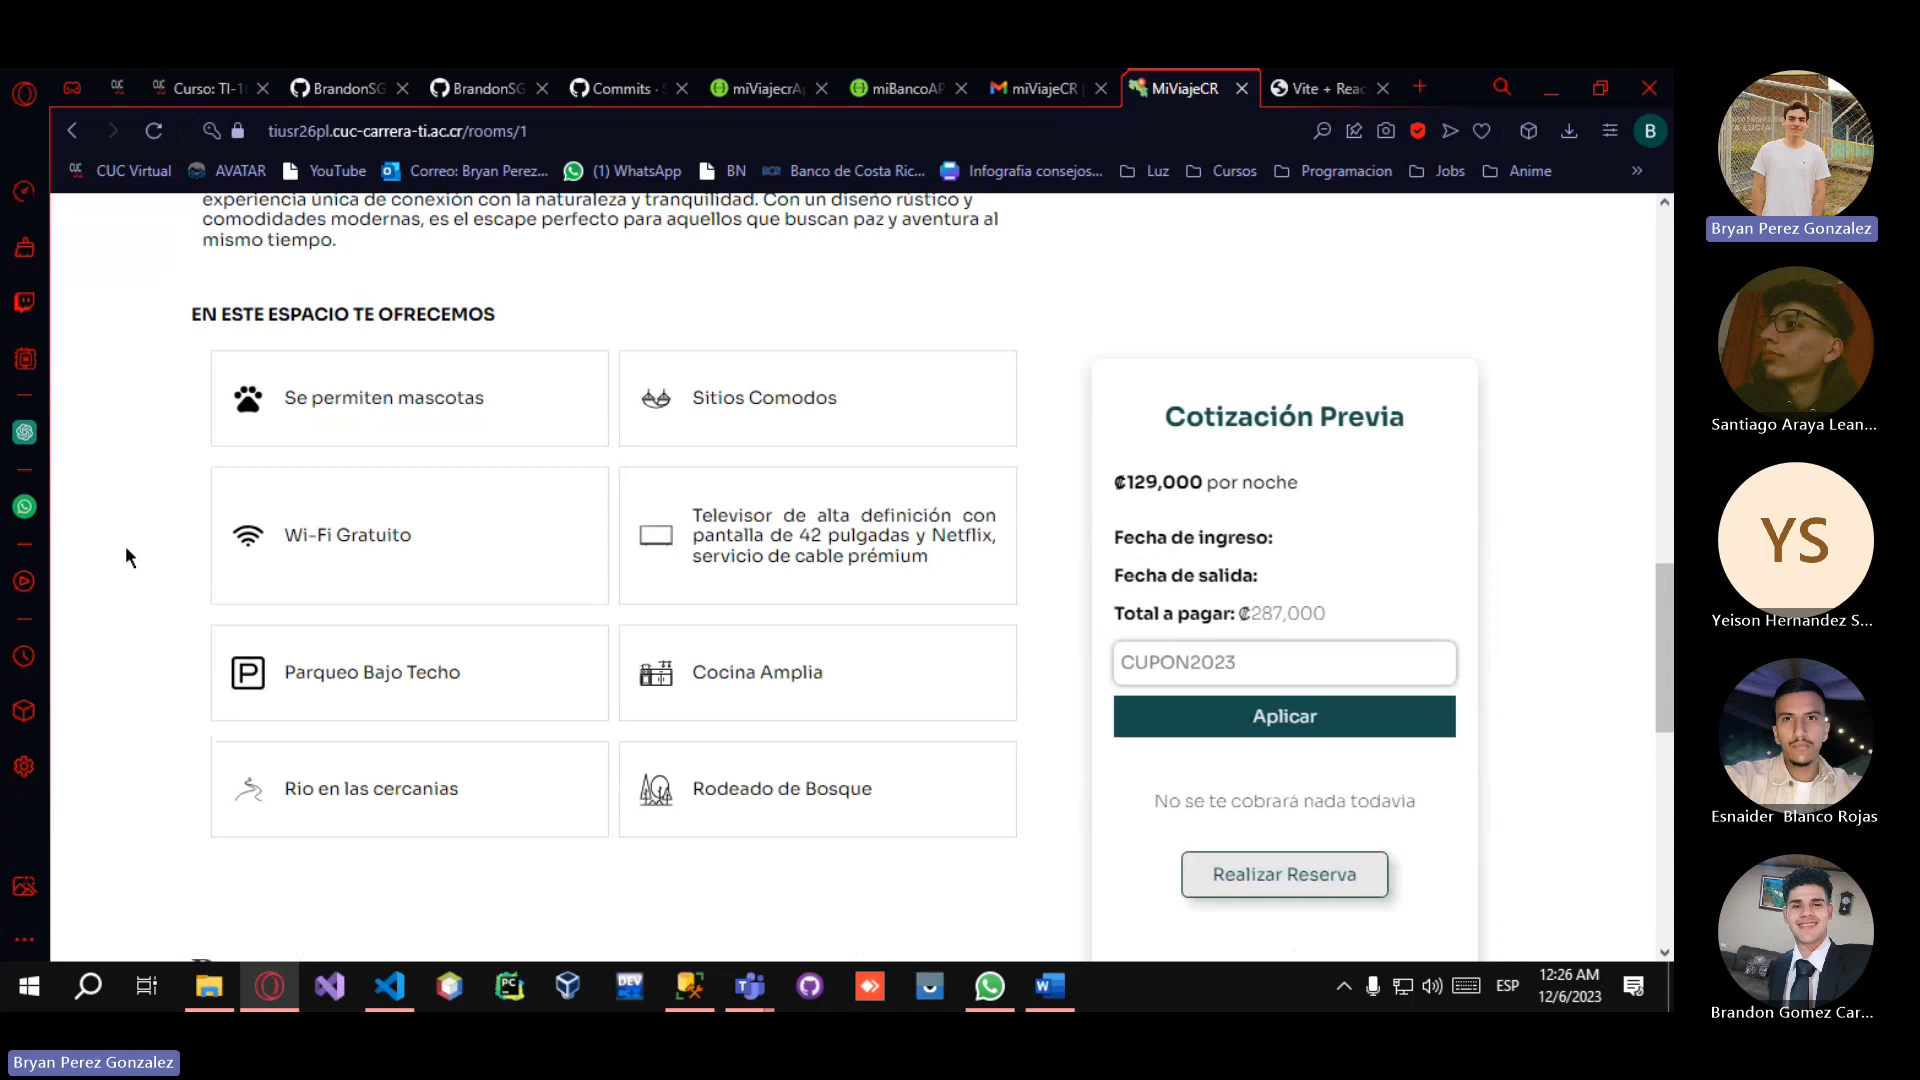 Curso: TI-1
BrandonSG
BrandonSG
Commits ·
miViajecrA
miBancoAP
miViajeCR |
MiViajeCR
Vite + Reac
tiusr26pl.cuc-carrera-ti.ac.cr/rooms/1
B
CUC Virtual
AVATAR
YouTube
Correo: Bryan Perez...
(1) WhatsApp
BN
Banco de Costa Ric...
Infografia consejos...
Luz
Cursos
Programacion
Jobs
Anime
»
experiencia única de conexión con la naturaleza y tranquilidad. Con un diseño rústico y
comodidades modernas, es el escape perfecto para aquellos que buscan paz y aventura al
mismo tiempo.
EN ESTE ESPACIO TE OFRECEMOS
Se permiten mascotas
Sitios Comodos
Wi-Fi Gratuito
Televisor de alta definición con
pantalla de 42 pulgadas y Netflix,
servicio de cable prémium
P
Parqueo Bajo Techo
Cocina Amplia
Rio en las cercanias
Rodeado de Bosque
Cotización Previa
₡129,000 por noche
Fecha de ingreso:
Fecha de salida:
Total a pagar: ₡287,000
CUPON2023
Aplicar
No se te cobrará nada todavia
Realizar Reserva
PC
DEV
ESP
12:26 AM
12/6/2023
Bryan Perez Gonzalez
Santiago Araya Lean...
YS
Yeison Hernandez S...
Esnaider Blanco Rojas
Brandon Gomez Car...
Bryan Perez Gonzalez